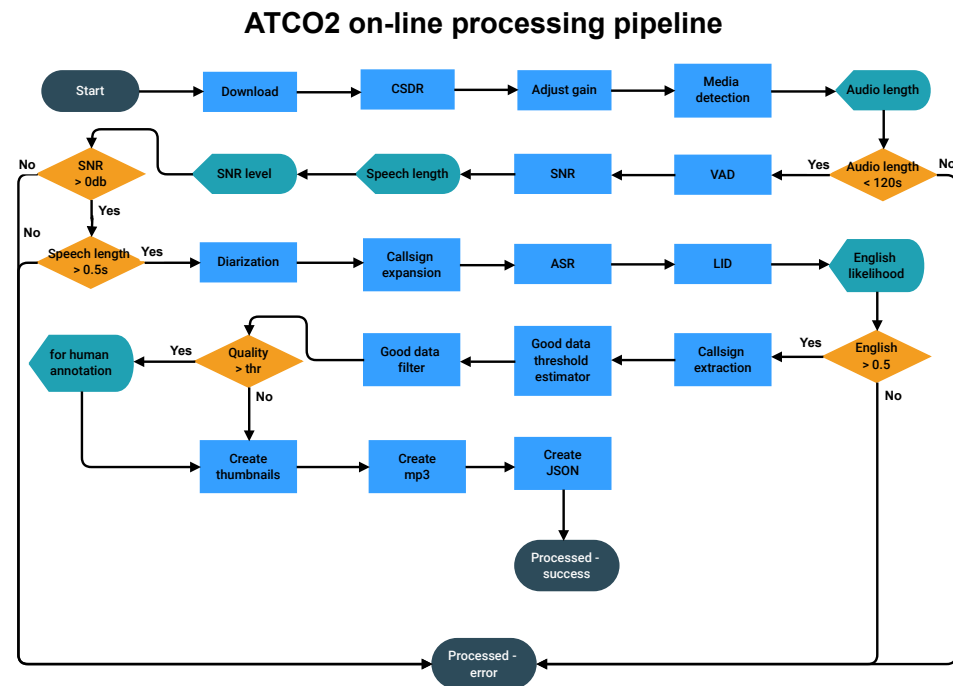 ATCO2 on-line processing pipeline
Start
Download
CSDR
Adjust gain
Media
detection
Audio length
No
SNR
> 0db
SNR level
Speech length
SNR
VAD
Yes
Audio length
< 120s
No
Yes
No
Speech length
> 0.5s
Yes
Diarization
Callsign
expansion
ASR
LID
English
likelihood
for human
annotation
Yes
Quality
> thr
Good data
filter
Good data
threshold
estimator
Callsign
extraction
Yes
English
> 0.5
No
No
Create
thumbnails
Create
mp3
Create
JSON
Processed -
success
Processed -
error